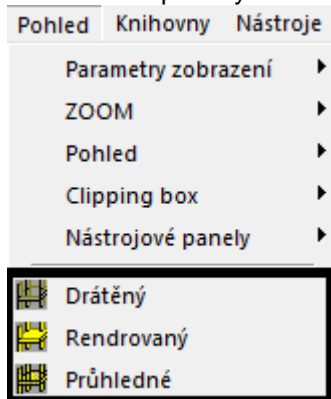 Pohled Knihovny Nástroje
Parametry zobrazení
ZOOM
Pohled
Clipping box
Nástrojové panely
Drátěný
Rendrovaný
Průhledné